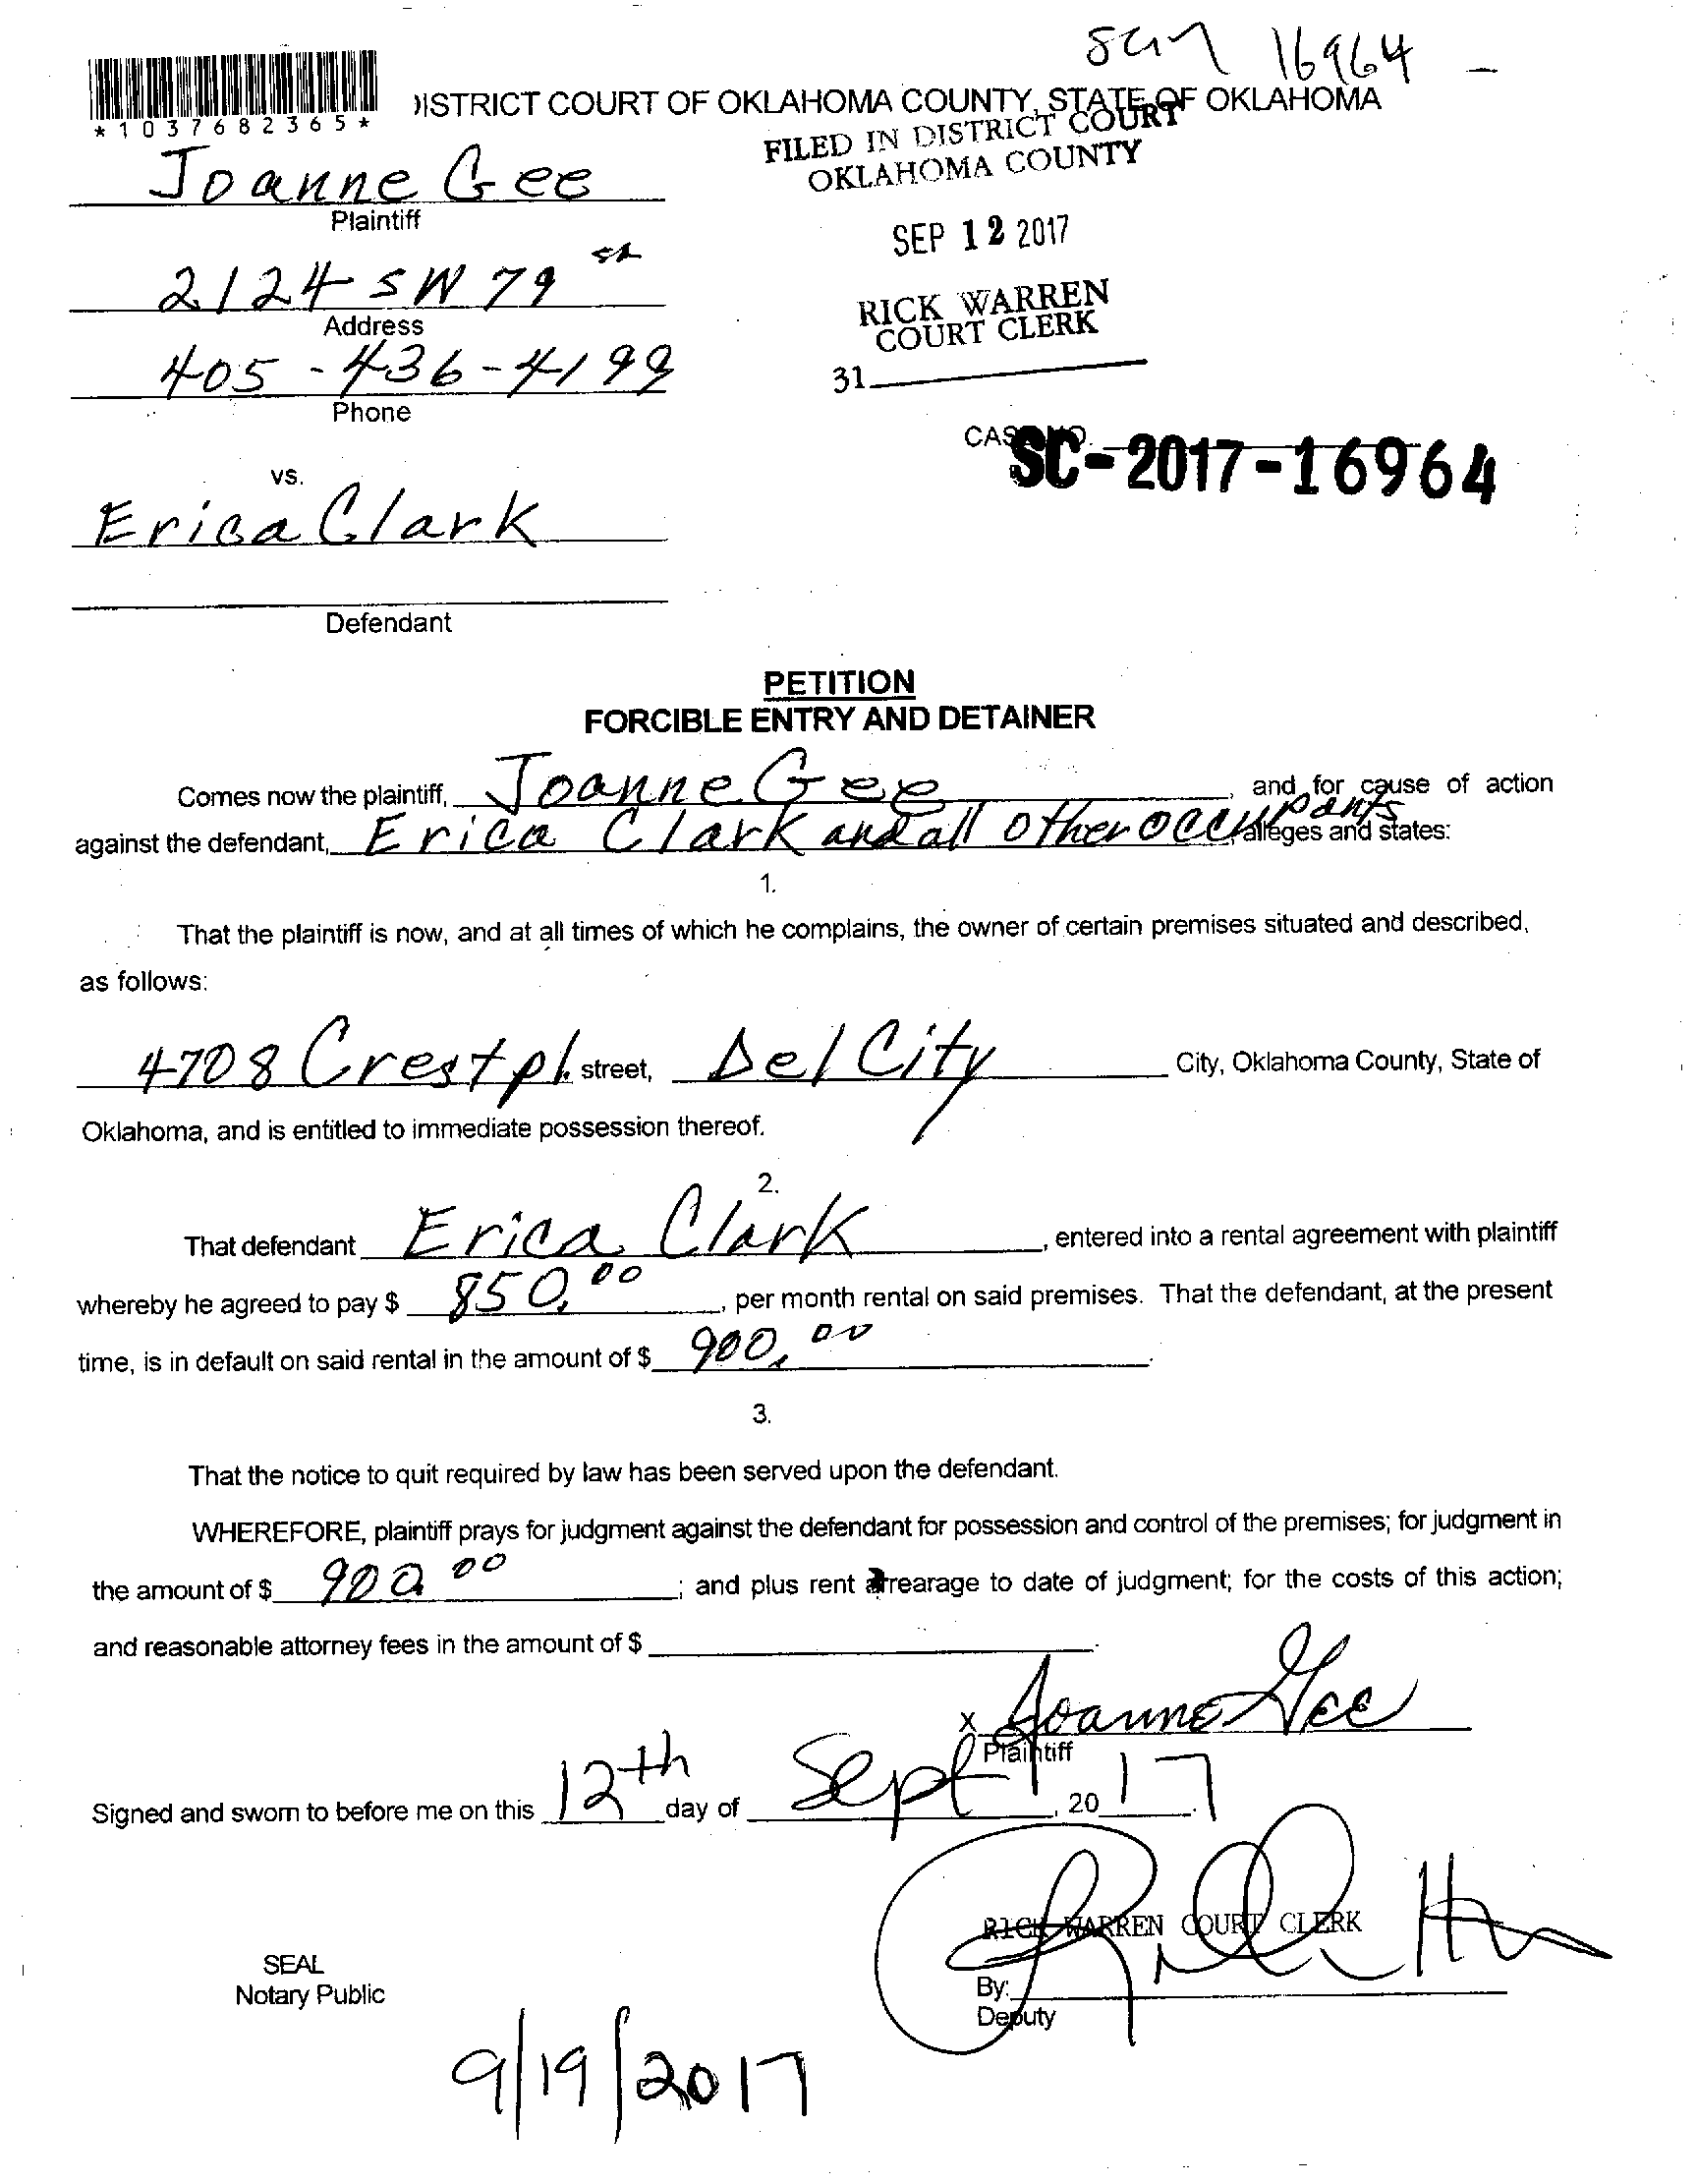 16964 -
*1037682365*
DISTRICT COURT OF OKLAHOMA COUNTY, STATE OF OKLAHOMA
FILED IN DISTRICT COURT
OKLAHOMA COUNTY
Joanne Gee
Plaintiff
SEP 12 2017
2124 SW 79
Address
RICK WARREN
COURT CLERK
405-436-4199
Phone
31
CASE NO. SC-2017-16964
vs.
Erica Clark
Defendant
PETITION
FORCIBLE ENTRY AND DETAINER
Comes now the plaintiff, Joanne Gee, and for cause of action
against the defendant, Erica Clark and all other occupants, alleges and states:
1.
That the plaintiff is now, and at all times of which he complains, the owner of certain premises situated and described,
as follows:
4708 Crest pl. street, Del City City, Oklahoma County, State of
Oklahoma, and is entitled to immediate possession thereof.
2.
That defendant Erica Clark, entered into a rental agreement with plaintiff
whereby he agreed to pay $ 850.00, per month rental on said premises. That the defendant, at the present
time, is in default on said rental in the amount of $ 900.00.
3.
That the notice to quit required by law has been served upon the defendant.
WHEREFORE, plaintiff prays for judgment against the defendant for possession and control of the premises; for judgment in
the amount of $ 900.00; and plus rent arrearage to date of judgment; for the costs of this action;
and reasonable attorney fees in the amount of $ .
x Joanne Gee
Plaintiff
Signed and sworn to before me on this 12th day of Sept, 2017.
RICK WARREN COURT CLERK
SEAL
Notary Public
By:
Deputy
9/19/2017